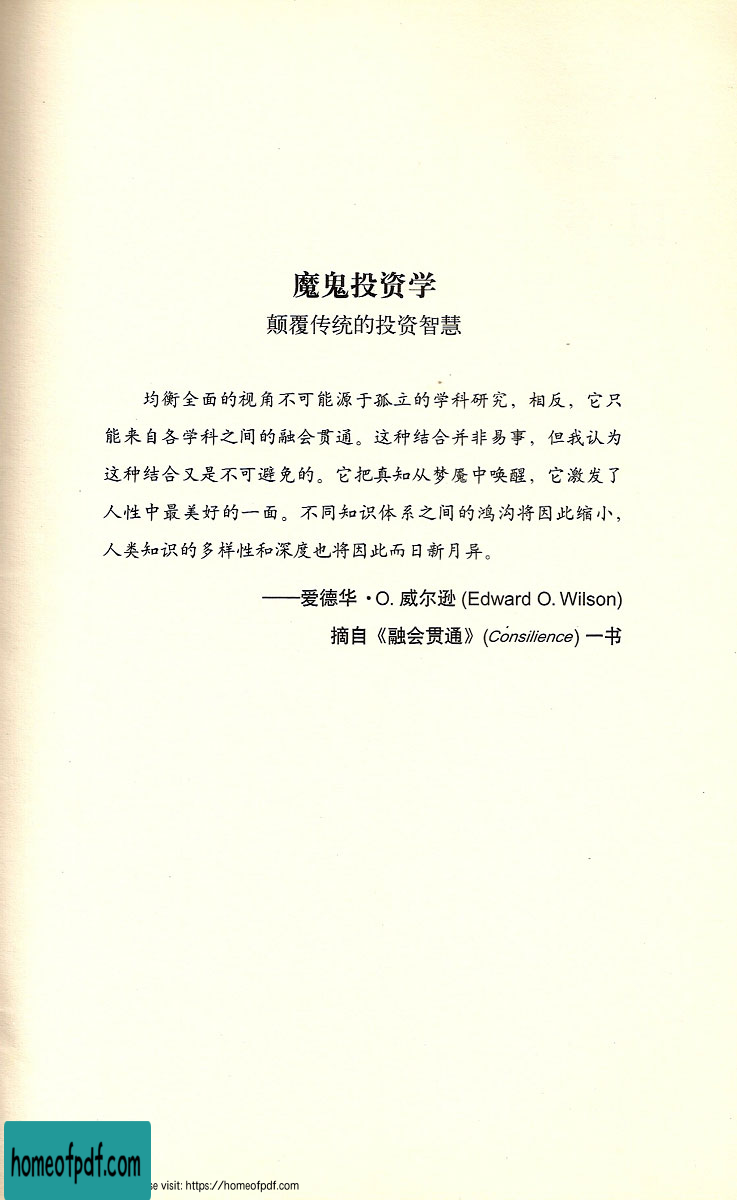 魔鬼投资学
颠覆传统的投资智慧
均衡全面的视角不可能源于孤立的学科研究，相反，它只
能来自各学科之间的融会贯通。这种结合并非易事，但我认为
这种结合又是不可避免的。它把真知从梦魇中唤醒，它激发了
人性中最美好的一面。不同知识体系之间的鸿沟将因此缩小，
人类知识的多样性和深度也将因此而日新月异。
——爱德华·O. 威尔逊 (Edward O. Wilson)
摘自《融会贯通》(Consilience) 一书
homeofpdf.com
se visit: https://homeofpdf.com